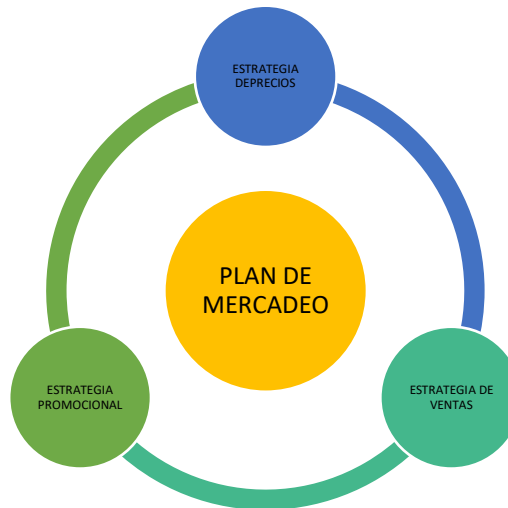 ESTRATEGIA
DEPRECIOS
PLAN DE
MERCADEO
ESTRATEGIA
PROMOCIONAL
ESTRATEGIA DE
VENTAS